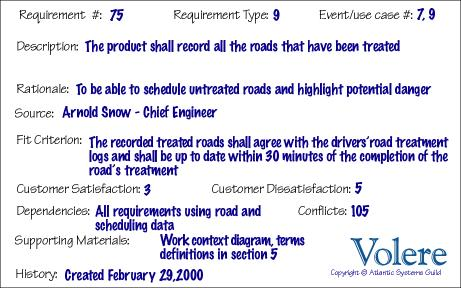 Requirement #: 75 Requirement Type: 9 Event/use case #: 7, 9
Description: The product shall record all the roads that have been treated
Rationale: To be able to schedule untreated roads and highlight potential danger
Source: Arnold Snow - Chief Engineer
Fit Criterion: The recorded treated roads shall agree with the drivers'road treatment
logs and shall be up to date within 30 minutes of the completion of the
road's treatment
Customer Satisfaction: 3 Customer Dissatisfaction: 5
Dependencies: All requirements using road and Conflicts: 105
scheduling data
Supporting Materials: Work context diagram, terms
definitions in section 5
Volere
Copyright © Atlantic Systems Guild
History: Created February 29,2000